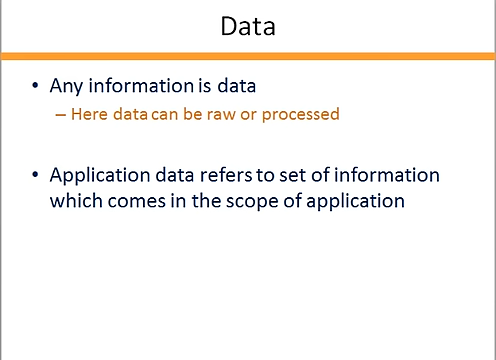 Data
• Any information is data
– Here data can be raw or processed
• Application data refers to set of information
which comes in the scope of application